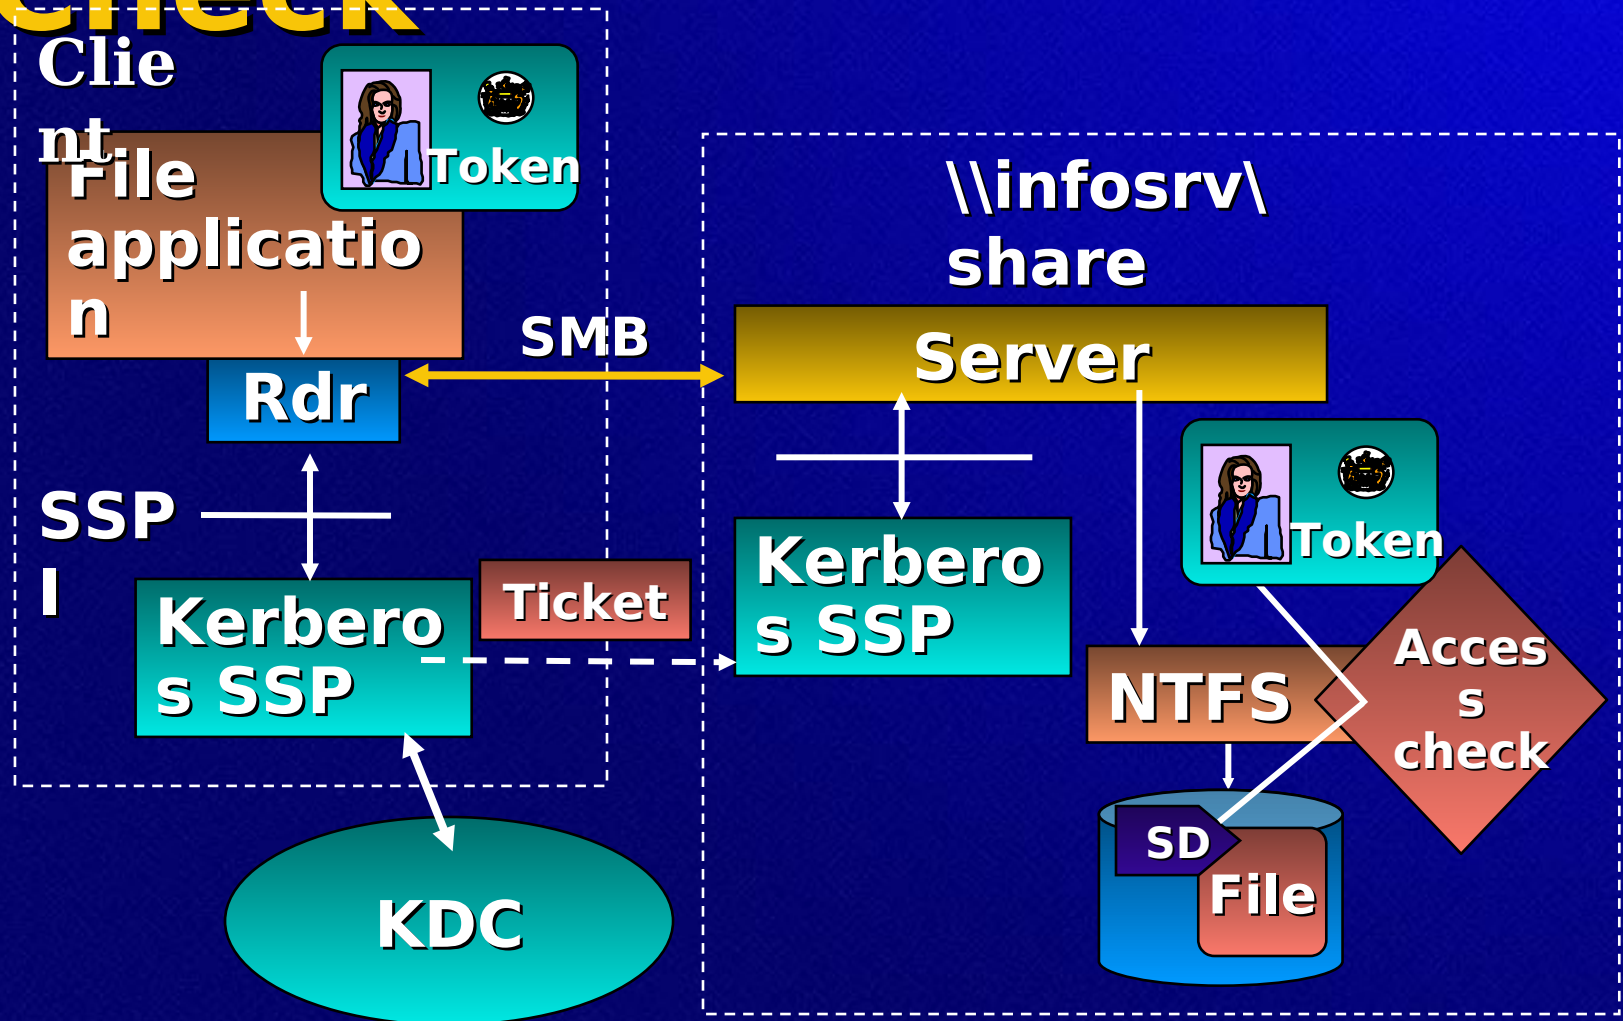 Check
Clie
nt
Token
File
applicatio
n
\\infosrv\
share
SMB
Server
Rdr
SSP
I
Token
Kerbero
s SSP
Ticket
Kerbero
s SSP
Acces
s
check
NTFS
SD
File
KDC